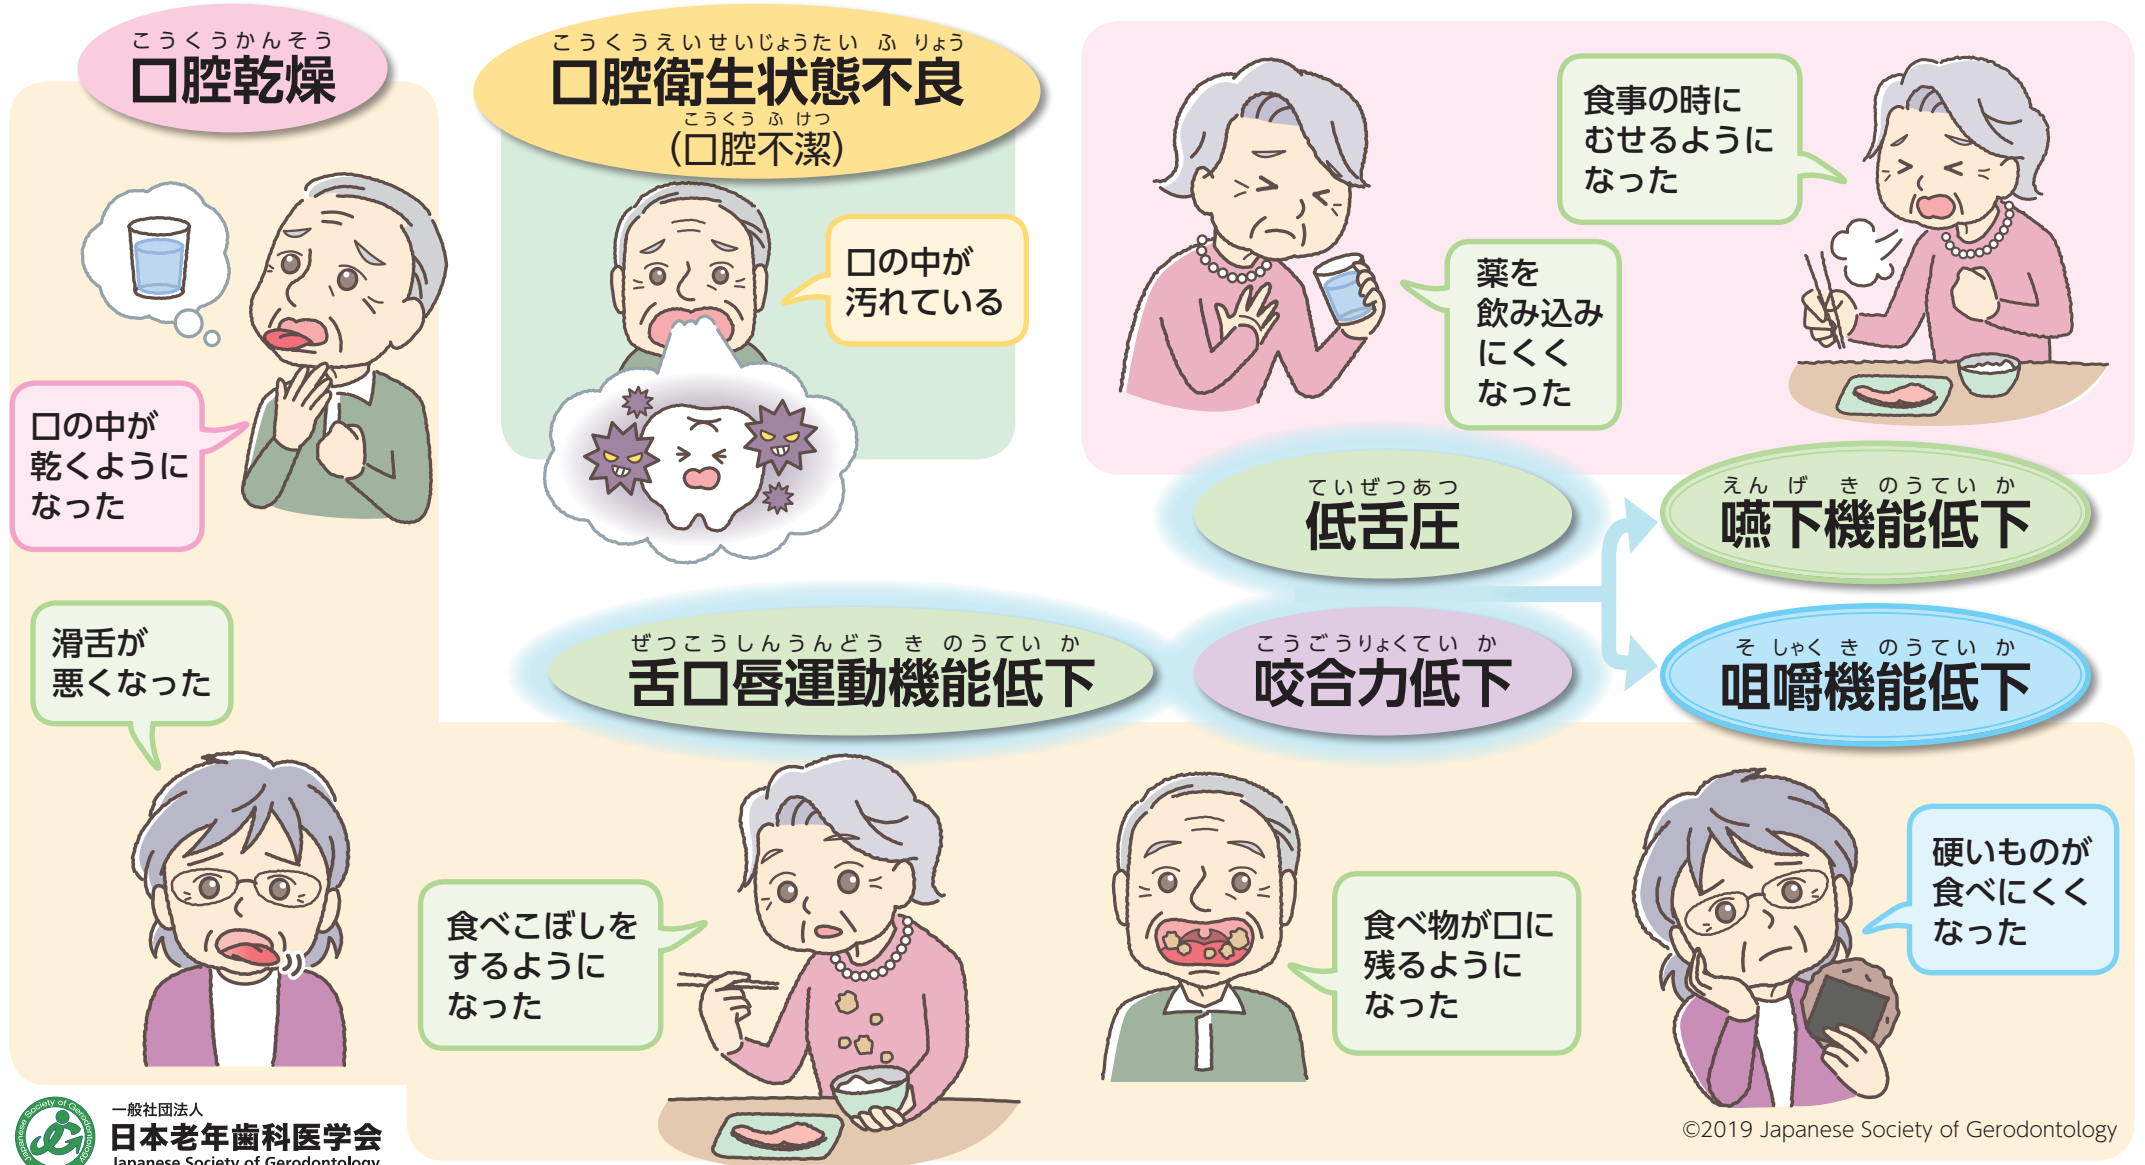 こうくうかんそう
口腔乾燥
こうくうえいせいじょうたいふりょう
口腔衛生状態不良
こうくうふけつ
(口腔不潔)
口の中が
汚れている
食事の時に
むせるように
なった
薬を
飲み込み
にくく
なった
口の中が
乾くように
なった
ていぜつあつ
低舌圧
えんげきのうていか
嚥下機能低下
滑舌が
悪くなった
ぜつこうしんうんどうきのうていか
舌口唇運動機能低下
こうごうりょくていか
咬合力低下
そしゃくきのうていか
咀嚼機能低下
食べこぼしを
するように
なった
食べ物が口に
残るように
なった
硬いものが
食べにくく
なった
Japanese Society of Gerodontology
一般社団法人
日本老年歯科医学会
Japanese Society of Gerodontology
©2019 Japanese Society of Gerodontology